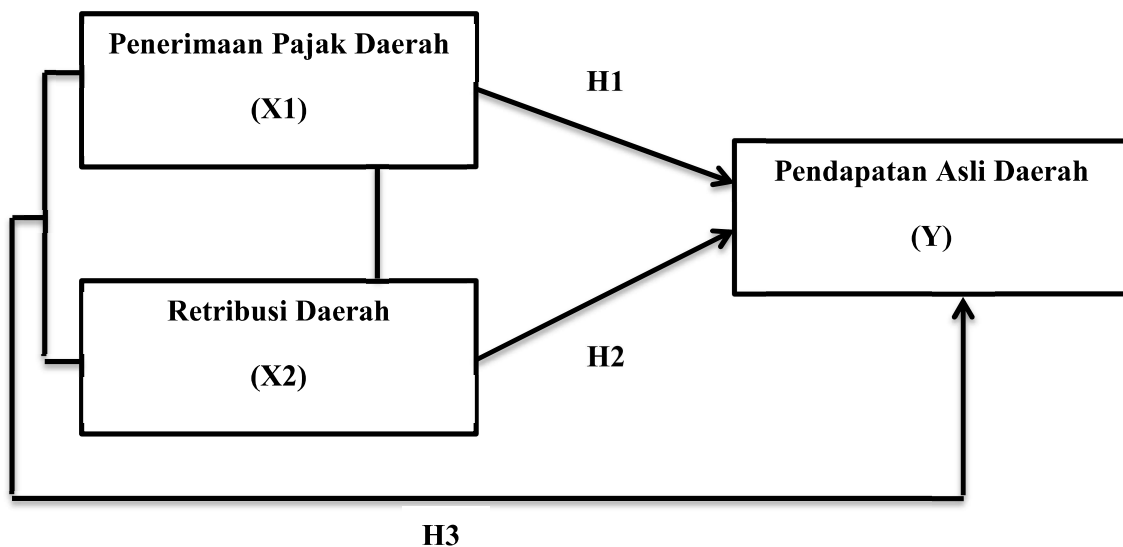 Penerimaan Pajak Daerah
(X1)
H1
Pendapatan Asli Daerah
(Y)
Retribusi Daerah
(X2)
H2
H3